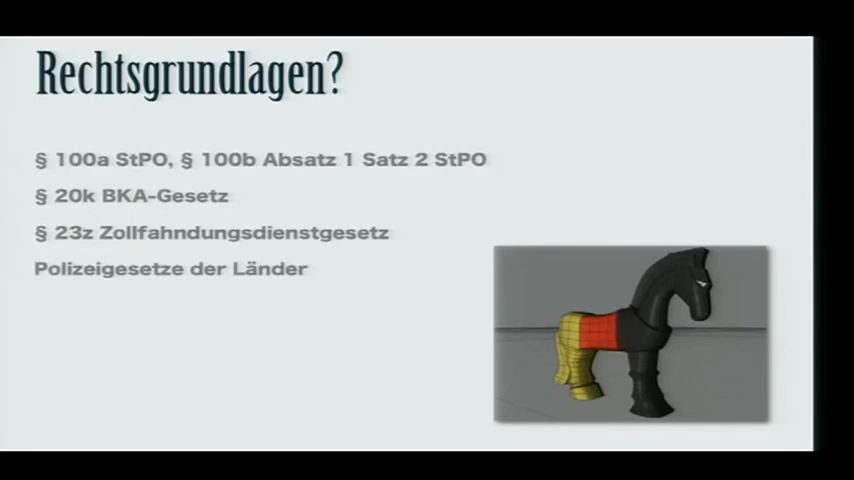 Rechtsgrundlagen?
§ 100a StPO, § 100b Absatz 1 Satz 2 StPO
§ 20k BKA-Gesetz
§ 23z Zollfahndungsdienstgesetz
Polizeigesetze der Länder